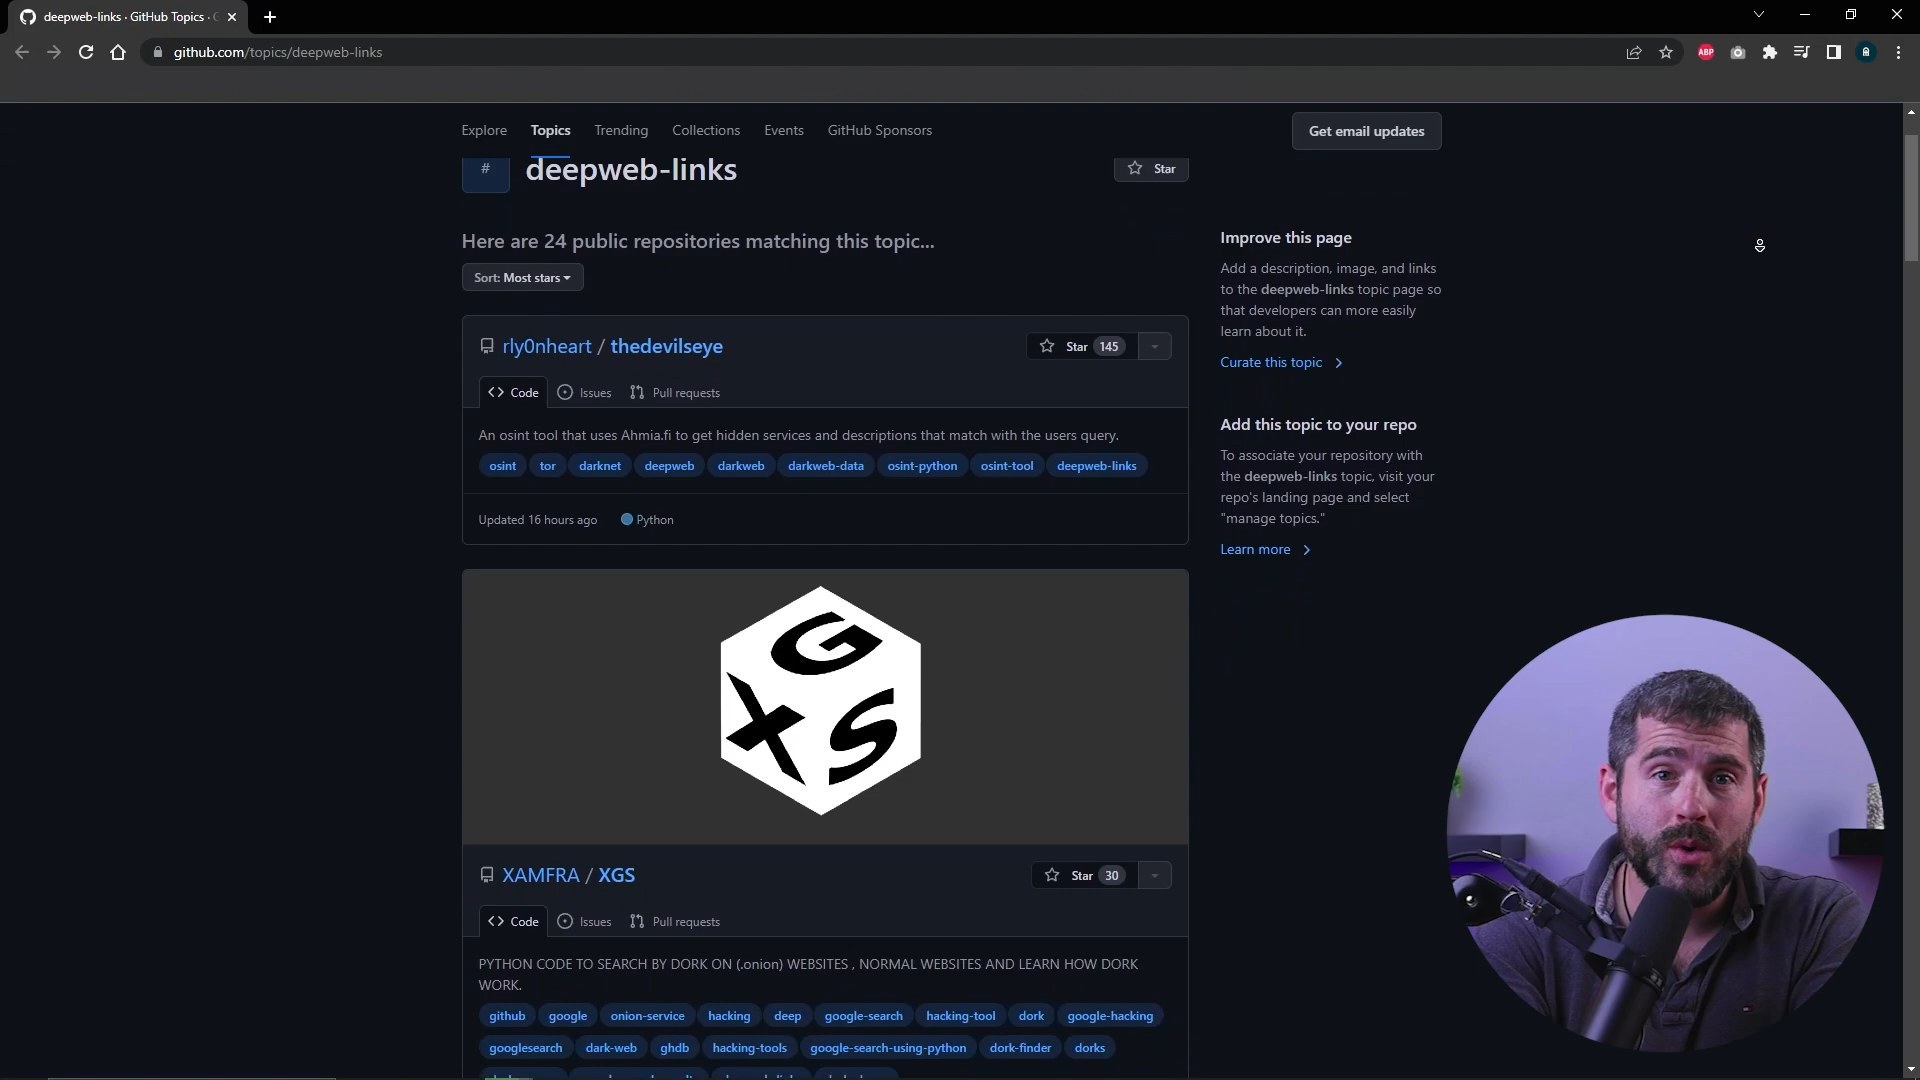 deepweb-links · GitHub Topics ·
github.com/topics/deepweb-links
ABP
Explore Topics Trending Collections Events GitHub Sponsors
Get email updates
# deepweb-links
Star
Here are 24 public repositories matching this topic...
Sort: Most stars
rly0nheart / thedevilseye
Star 145
Code Issues Pull requests
An osint tool that uses Ahmia.fi to get hidden services and descriptions that match with the users query.
osint tor darknet deepweb darkweb darkweb-data osint-python osint-tool deepweb-links
Updated 16 hours ago Python
G
X S
XAMFRA / XGS
Star 30
Code Issues Pull requests
PYTHON CODE TO SEARCH BY DORK ON (.onion) WEBSITES , NORMAL WEBSITES AND LEARN HOW DORK
WORK.
github google onion-service hacking deep google-search hacking-tool dork google-hacking
googlesearch dark-web ghdb hacking-tools google-search-using-python dork-finder dorks
Improve this page
Add a description, image, and links
to the deepweb-links topic page so
that developers can more easily
learn about it.
Curate this topic
Add this topic to your repo
To associate your repository with
the deepweb-links topic, visit your
repo's landing page and select
"manage topics."
Learn more